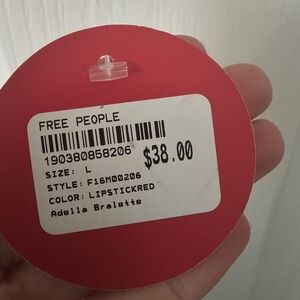 FREE PEOPLE
190380858206 $38.00
SIZE: L
STYLE: F16M00206
COLOR: LIPSTICKRED
Adella Bralette